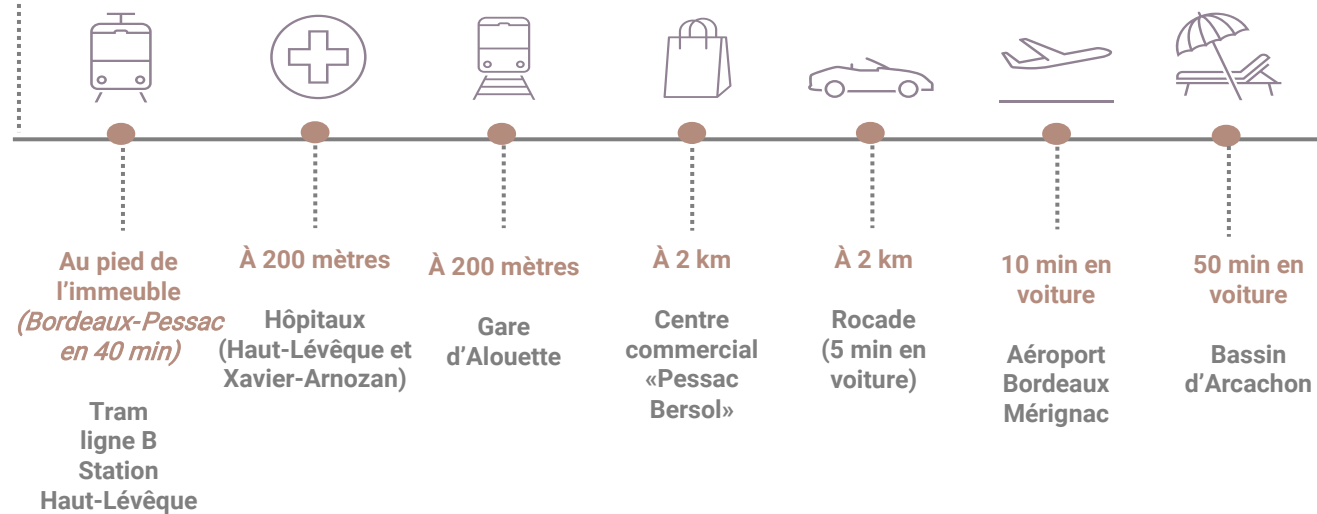 Au pied de
l’immeuble
(Bordeaux-Pessac
en 40 min)
Tram
ligne B
Station
Haut-Lévêque
À 200 mètres
Hôpitaux
(Haut-Lévêque et
Xavier-Arnozan)
À 200 mètres
Gare
d’Alouette
À 2 km
Centre
commercial
«Pessac
Bersol»
À 2 km
Rocade
(5 min en
voiture)
10 min en
voiture
Aéroport
Bordeaux
Mérignac
50 min en
voiture
Bassin
d’Arcachon